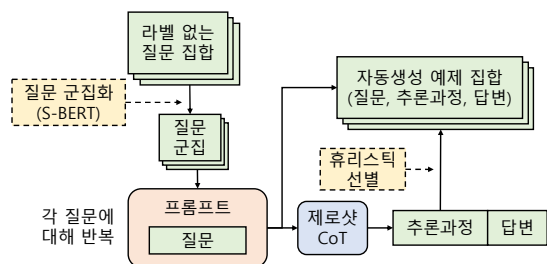 라벨 없는
질문 집합
질문 군집화
(S-BERT)
질문
군집
자동생성 예제 집합
(질문, 추론과정, 답변)
휴리스틱
선별
각 질문에
대해 반복
프롬프트
질문
제로샷
CoT
추론과정
답변